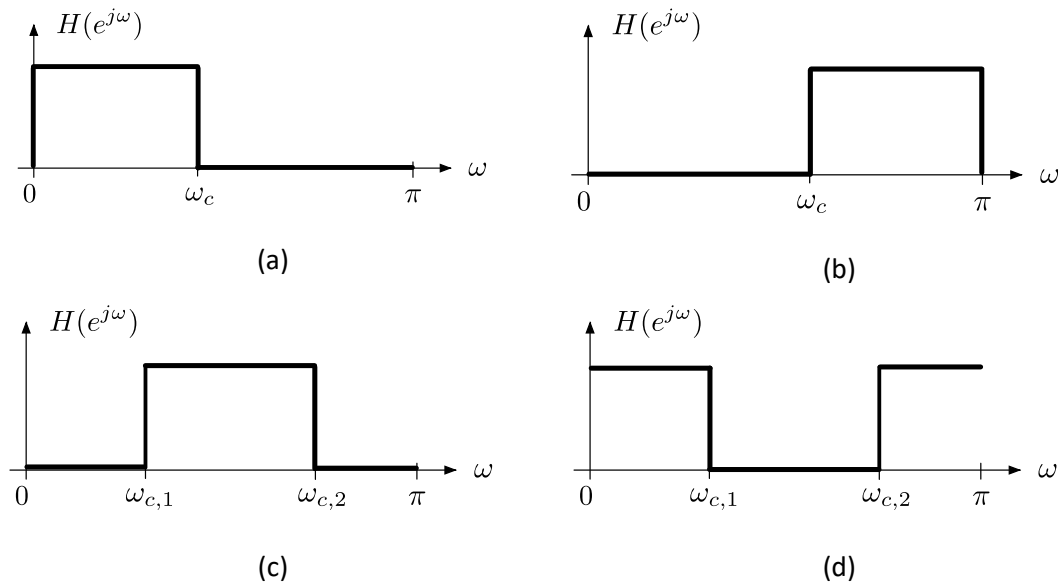 H(e^{jω})
0 ω_c π ω
(a)
H(e^{jω})
0 ω_c π ω
(b)
H(e^{jω})
0 ω_{c,1} ω_{c,2} π ω
(c)
H(e^{jω})
0 ω_{c,1} ω_{c,2} π ω
(d)